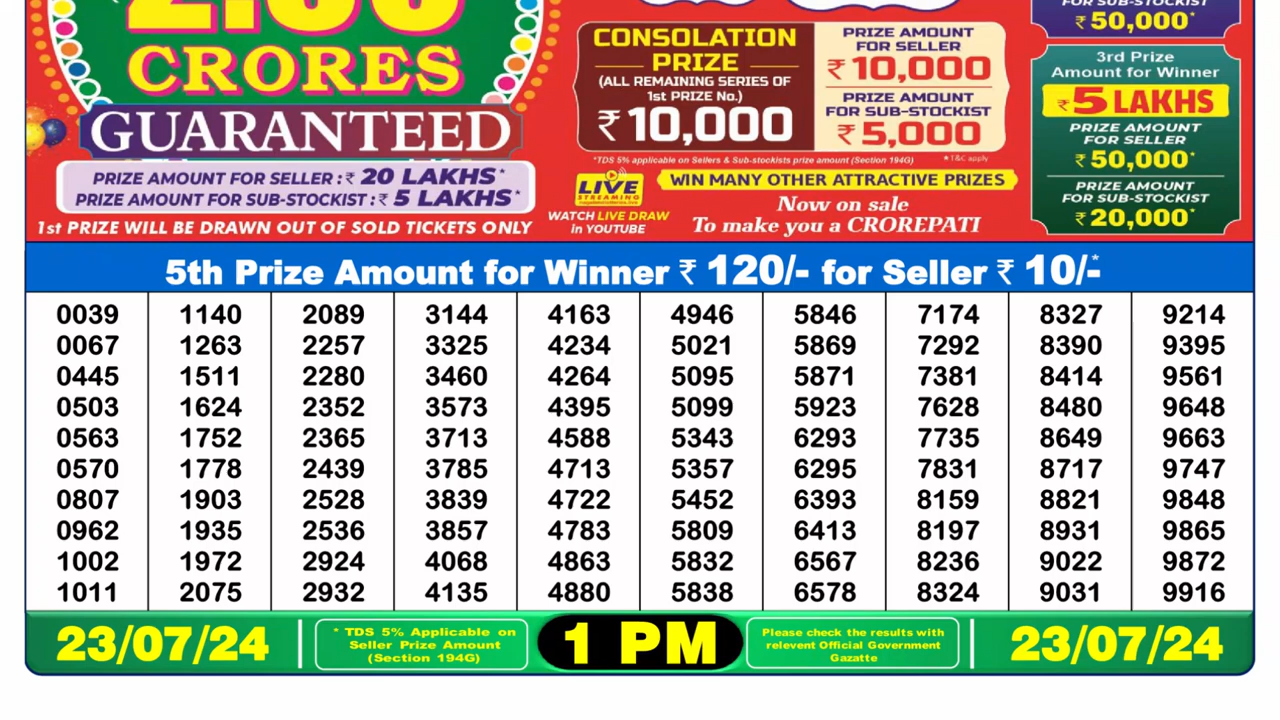 CRORES
GUARANTEED
PRIZE AMOUNT FOR SELLER :₹ 20 LAKHS*
PRIZE AMOUNT FOR SUB-STOCKIST :₹ 5 LAKHS*
1st PRIZE WILL BE DRAWN OUT OF SOLD TICKETS ONLY
CONSOLATION
PRIZE
(ALL REMAINING SERIES OF
1st PRIZE No.)
₹ 10,000
PRIZE AMOUNT
FOR SELLER
₹ 10,000
PRIZE AMOUNT
FOR SUB-STOCKIST
₹ 5,000
*TDS 5% applicable on Sellers & Sub-stockists prize amount (Section 194G)
*T&C apply
LIVE
STREAMING
WATCH LIVE DRAW
in YOUTUBE
WIN MANY OTHER ATTRACTIVE PRIZES
Now on sale
To make you a CROREPATI
FOR SUB-STOCKIST
₹ 50,000*
3rd Prize
Amount for Winner
₹ 5 LAKHS
PRIZE AMOUNT
FOR SELLER
₹ 50,000*
PRIZE AMOUNT
FOR SUB-STOCKIST
₹ 20,000*
5th Prize Amount for Winner ₹ 120/- for Seller ₹ 10/-*
0039 1140 2089 3144 4163 4946 5846 7174 8327 9214
0067 1263 2257 3325 4234 5021 5869 7292 8390 9395
0445 1511 2280 3460 4264 5095 5871 7381 8414 9561
0503 1624 2352 3573 4395 5099 5923 7628 8480 9648
0563 1752 2365 3713 4588 5343 6293 7735 8649 9663
0570 1778 2439 3785 4713 5357 6295 7831 8717 9747
0807 1903 2528 3839 4722 5452 6393 8159 8821 9848
0962 1935 2536 3857 4783 5809 6413 8197 8931 9865
1002 1972 2924 4068 4863 5832 6567 8236 9022 9872
1011 2075 2932 4135 4880 5838 6578 8324 9031 9916
23/07/24
* TDS 5% Applicable on
Seller Prize Amount
(Section 194G)
1 PM
Please check the results with
relevent Official Government
Gazatte
23/07/24